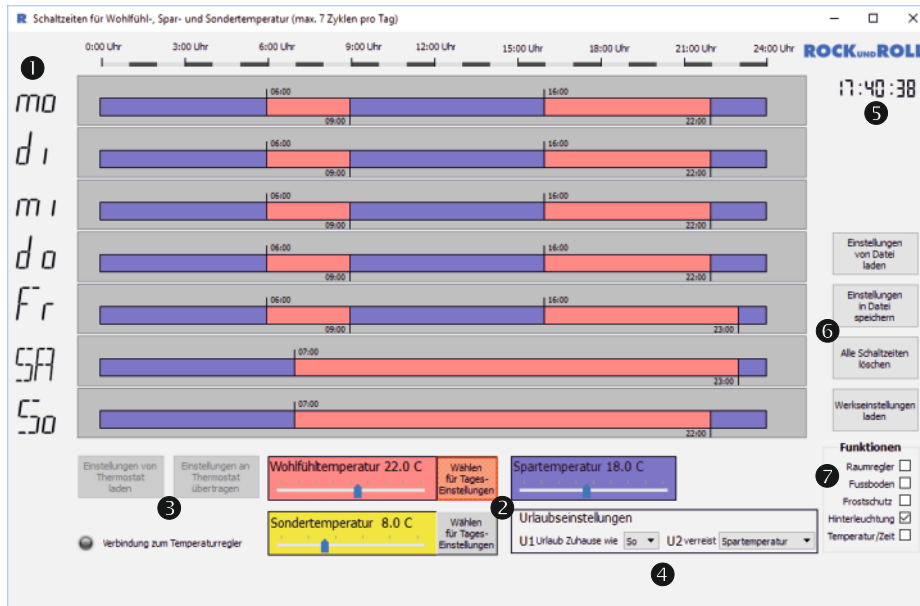 R Schaltzeiten für Wohlfühl-, Spar- und Sondertemperatur (max. 7 Zyklen pro Tag)
0:00 Uhr 3:00 Uhr 6:00 Uhr 9:00 Uhr 12:00 Uhr 15:00 Uhr 18:00 Uhr 21:00 Uhr 24:00 Uhr
ROCKUNDROLL
1
17:40:38
5
mo 06:00 09:00 16:00 22:00
di 06:00 09:00 16:00 22:00
mi 06:00 09:00 16:00 22:00
do 06:00 09:00 16:00 22:00
Fr 06:00 09:00 16:00 23:00
SA 07:00 23:00
So 07:00 22:00
Einstellungen
von Datei
laden
Einstellungen
in Datei
speichern
6
Alle Schaltzeiten
löschen
Werkseinstellungen
laden
Einstellungen von
Thermostat
laden
Einstellungen an
Thermostat
übertragen
3
Verbindung zum Temperaturregler
Wohlfühltemperatur 22.0 C
Wählen
für Tages-
Einstellungen
Spartemperatur 18.0 C
2
Sondertemperatur 8.0 C
Wählen
für Tages-
Einstellungen
Urlaubseinstellungen
U1 Urlaub Zuhause wie So U2 verreist Spartemperatur
4
Funktionen
7
Raumregler
Fussboden
Frostschutz
Hinterleuchtung
Temperatur/Zeit